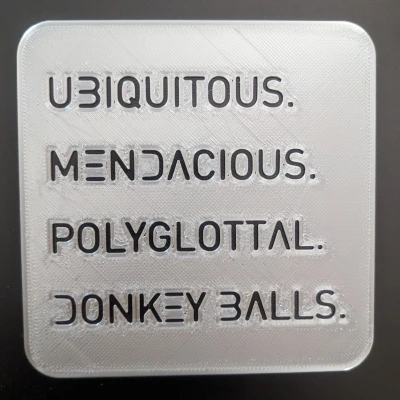 UBIQUITOUS.
MENDACIOUS.
POLYGLOTTAL.
DONKEY BALLS.